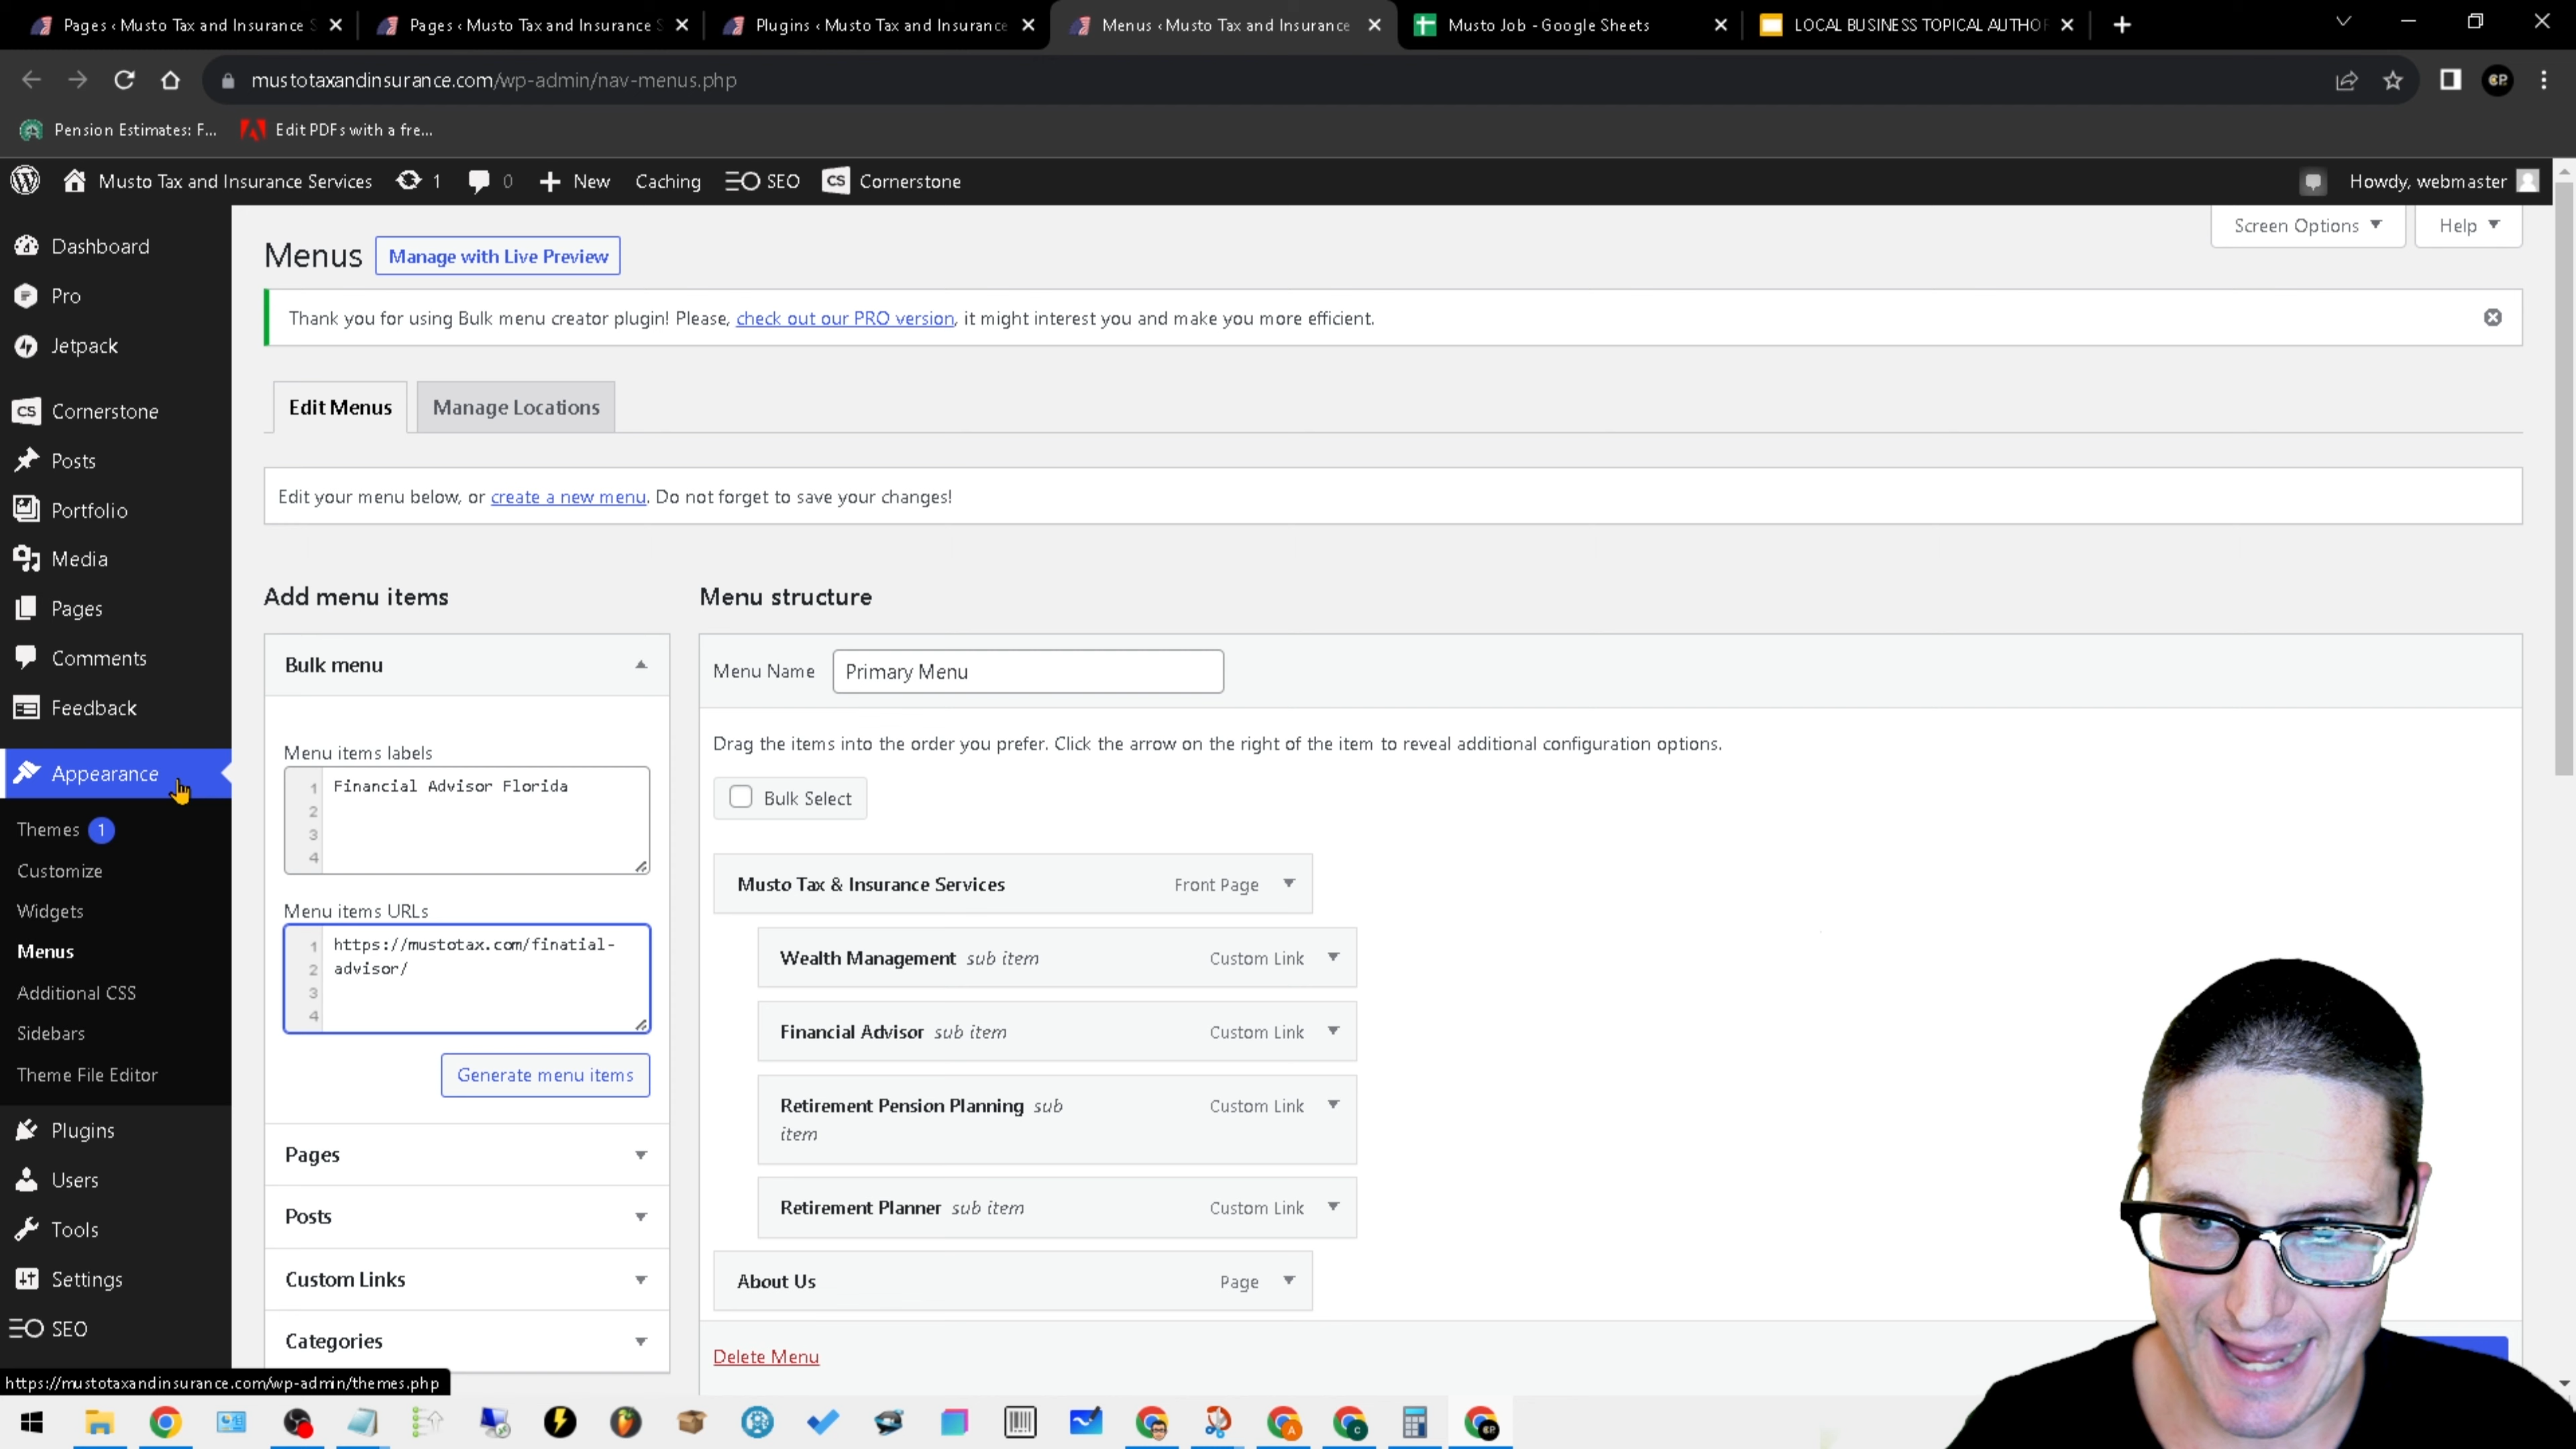 Pages ‹ Musto Tax and Insurance S
Pages ‹ Musto Tax and Insurance S
Plugins ‹ Musto Tax and Insurance
Menus ‹ Musto Tax and Insurance
Musto Job - Google Sheets
LOCAL BUSINESS TOPICAL AUTHO
mustotaxandinsurance.com/wp-admin/nav-menus.php
Pension Estimates: F...
Edit PDFs with a fre...
Musto Tax and Insurance Services
1
0
New
Caching
SEO
CS
Cornerstone
Howdy, webmaster
Dashboard
Pro
Jetpack
CS
Cornerstone
Posts
Portfolio
Media
Pages
Comments
Feedback
Appearance
Themes 1
Customize
Widgets
Menus
Additional CSS
Sidebars
Theme File Editor
Plugins
Users
Tools
Settings
SEO
Screen Options
Help
Menus
Manage with Live Preview
Thank you for using Bulk menu creator plugin! Please, check out our PRO version, it might interest you and make you more efficient.
Edit Menus
Manage Locations
Edit your menu below, or create a new menu. Do not forget to save your changes!
Add menu items
Bulk menu
Menu items labels
1 Financial Advisor Florida
2
3
4
Menu items URLs
1 https://mustotax.com/finatial-
2 advisor/
3
4
Generate menu items
Pages
Posts
Custom Links
Categories
Menu structure
Menu Name
Primary Menu
Drag the items into the order you prefer. Click the arrow on the right of the item to reveal additional configuration options.
Bulk Select
Musto Tax & Insurance Services
Front Page
Wealth Management sub item
Custom Link
Financial Advisor sub item
Custom Link
Retirement Pension Planning sub
item
Custom Link
Retirement Planner sub item
Custom Link
About Us
Page
Delete Menu
https://mustotaxandinsurance.com/wp-admin/themes.php